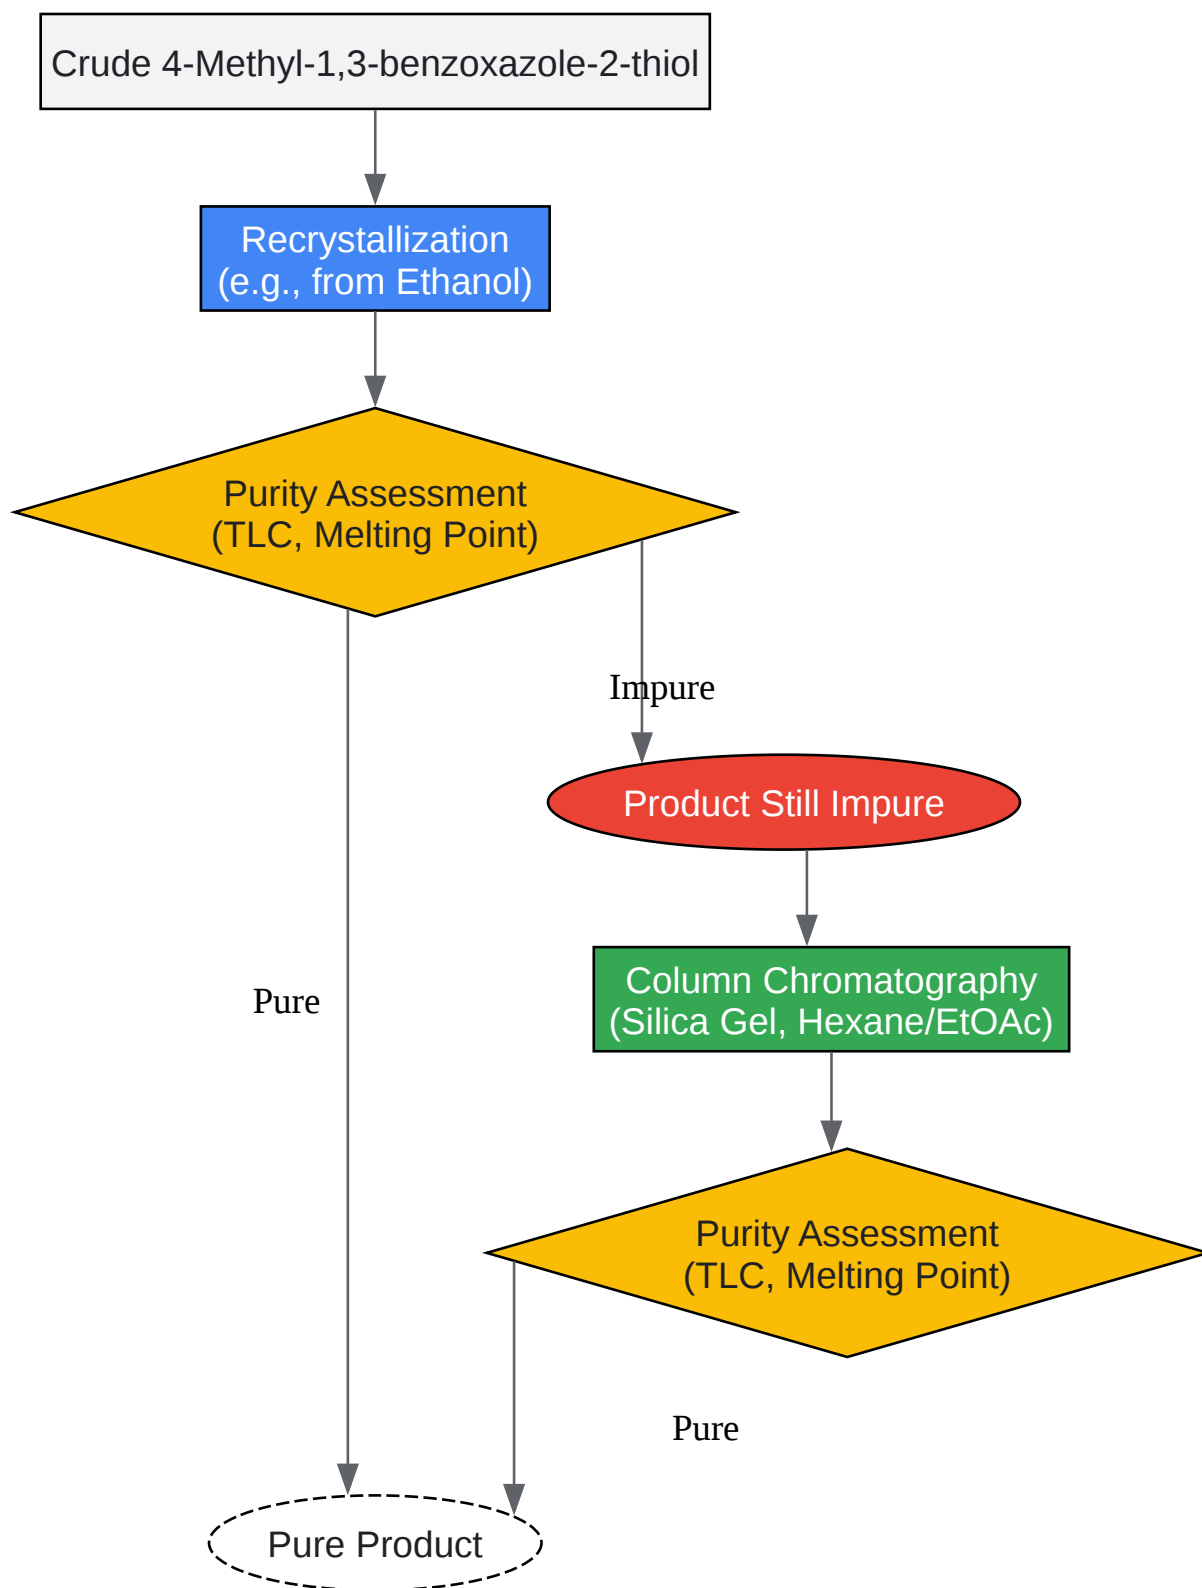 Crude 4-Methyl-1,3-benzoxazole-2-thiol
Recrystallization
(e.g., from Ethanol)
Purity Assessment
(TLC, Melting Point)
Impure
Product Still Impure
Pure
Column Chromatography
(Silica Gel, Hexane/EtOAc)
Purity Assessment
(TLC, Melting Point)
Pure
Pure Product